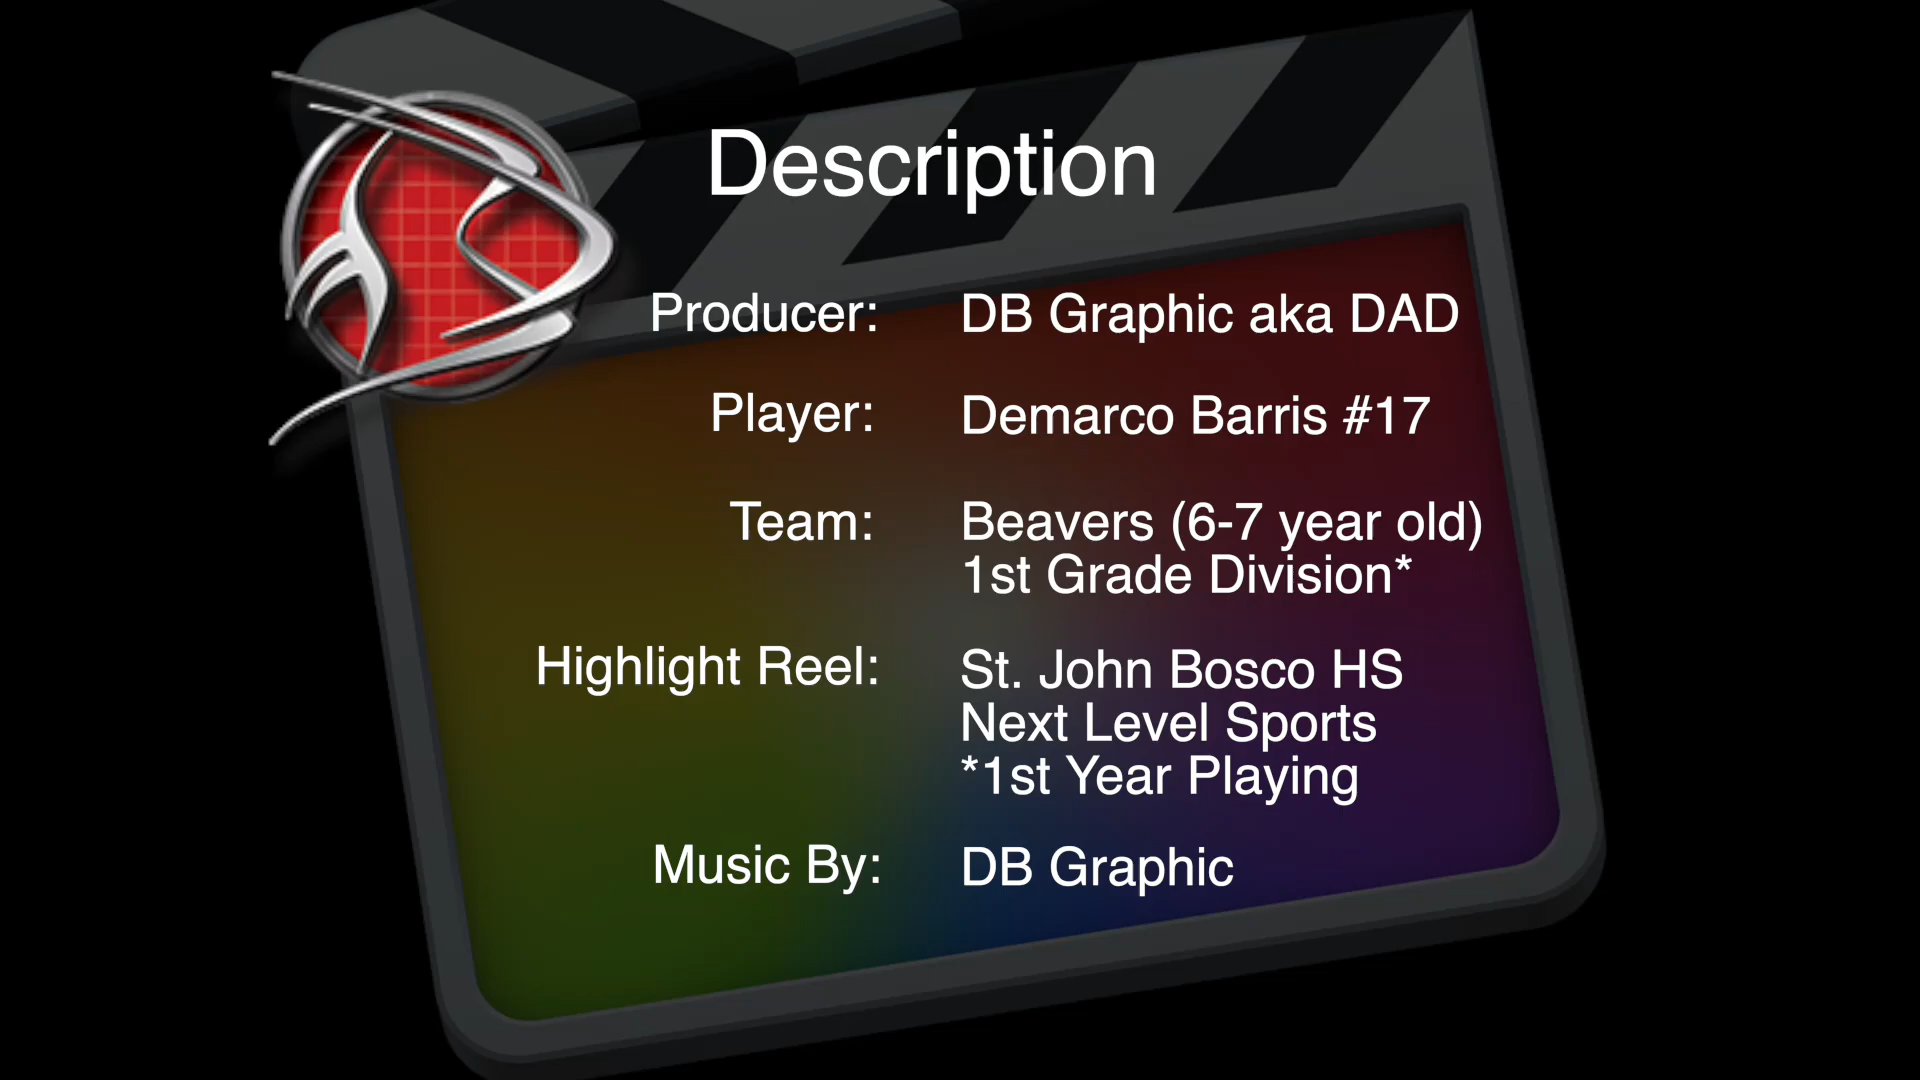 Description
Producer: DB Graphic aka DAD
Player: Demarco Barris #17
Team: Beavers (6-7 year old)
1st Grade Division*
Highlight Reel: St. John Bosco HS
Next Level Sports
*1st Year Playing
Music By: DB Graphic